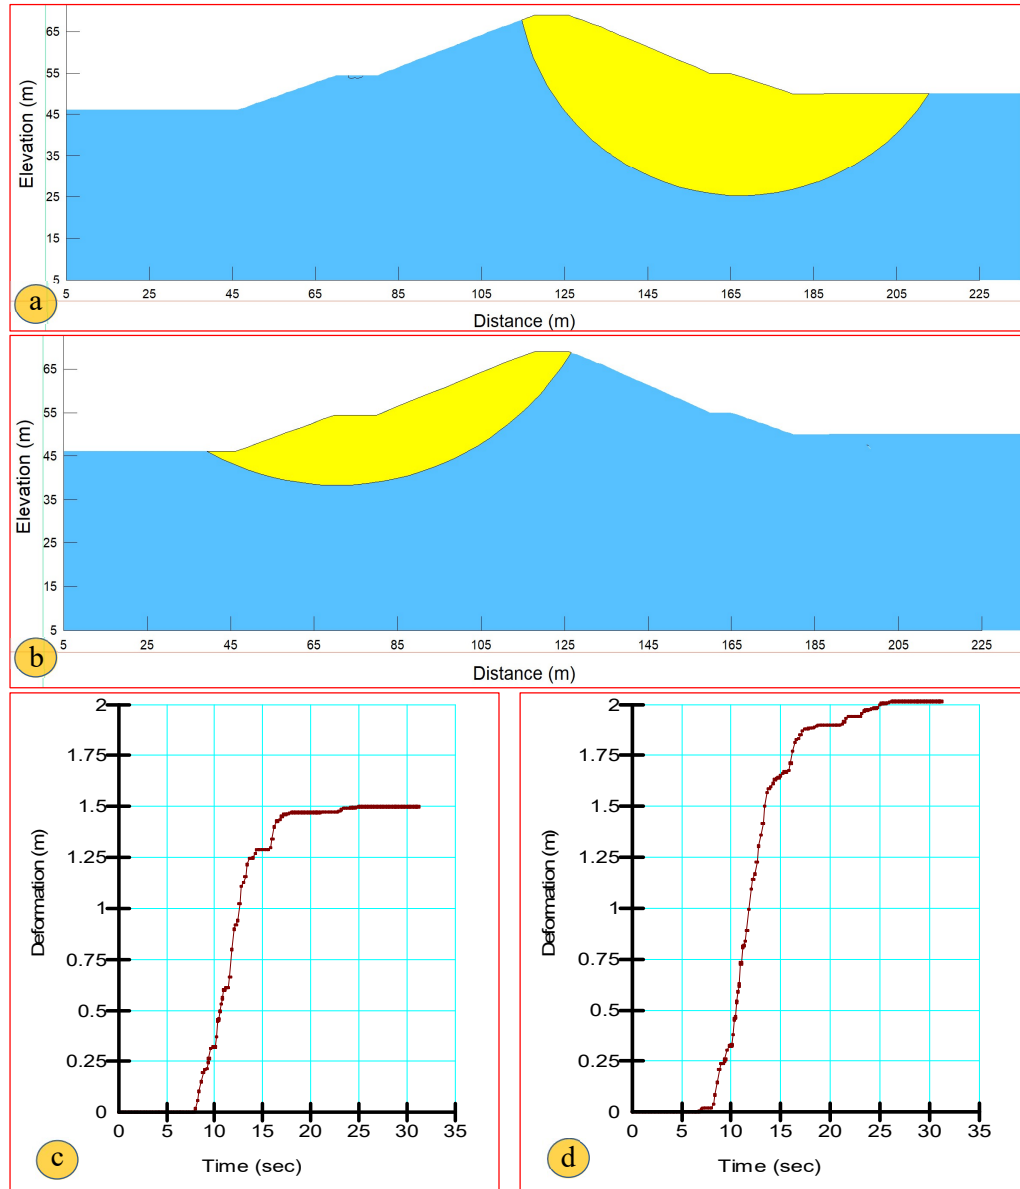 65
55
45
35
25
15
5
Elevation (m)
5 25 45 65 85 105 125 145 165 185 205 225
Distance (m)
a
65
55
45
35
25
15
5
Elevation (m)
5 25 45 65 85 105 125 145 165 185 205 225
Distance (m)
b
2
1.75
1.5
1.25
1
0.75
0.5
0.25
0
Deformation (m)
0 5 10 15 20 25 30 35
Time (sec)
c
2
1.75
1.5
1.25
1
0.75
0.5
0.25
0
Deformation (m)
0 5 10 15 20 25 30 35
Time (sec)
d